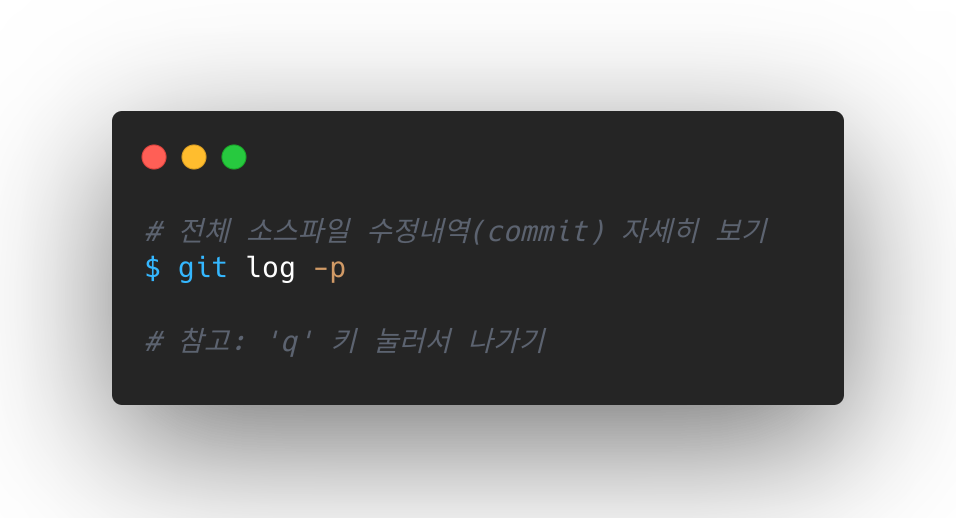 # 전체 소스파일 수정내역(commit) 자세히 보기
$ git log -p
# 참고: 'q' 키 눌러서 나가기